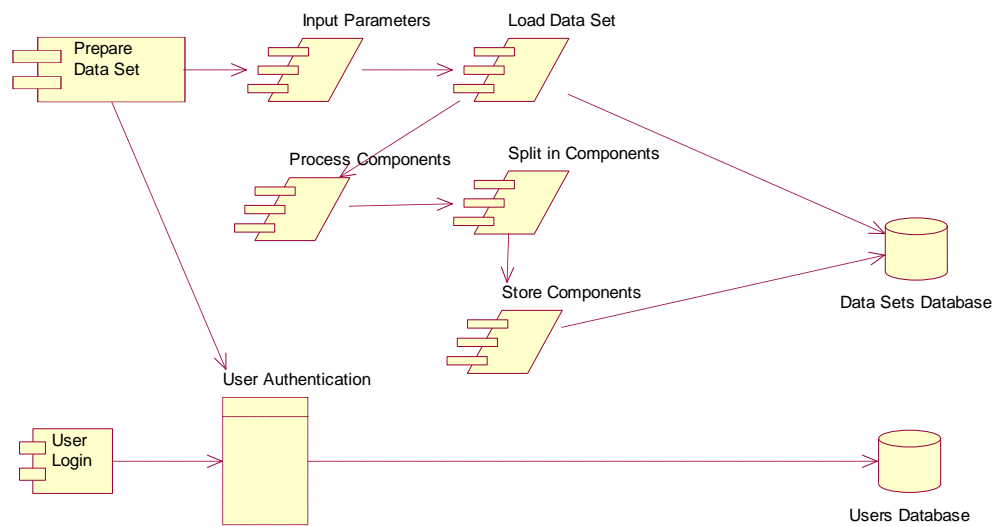 Input Parameters
Load Data Set
Prepare
Data Set
Process Components
Split in Components
Store Components
Data Sets Database
User Authentication
User
Login
Users Database